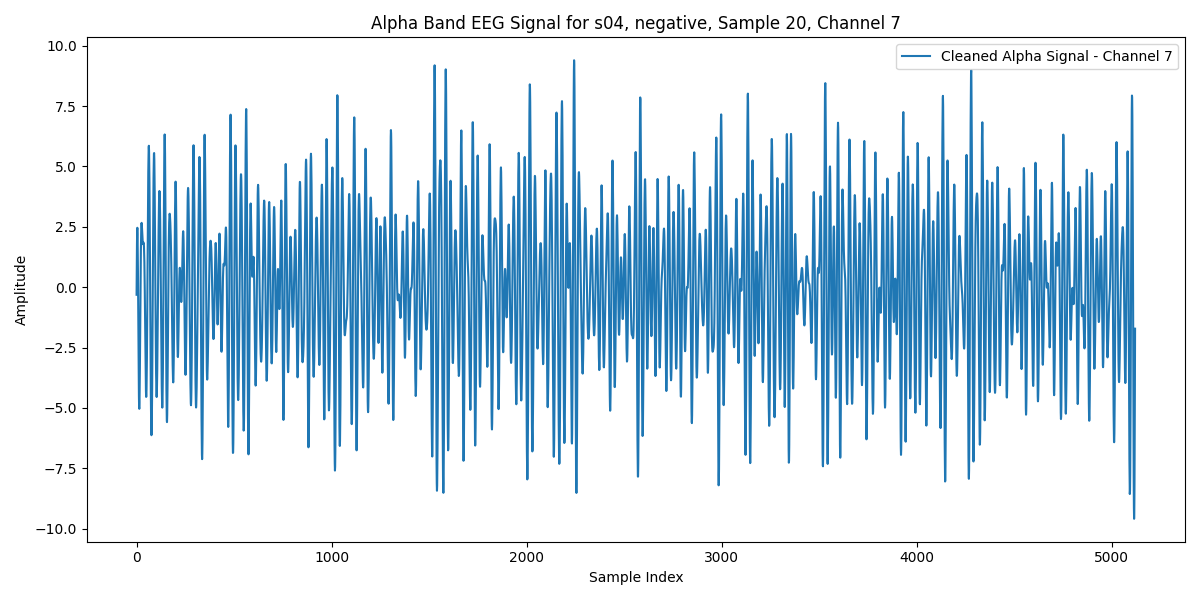 Alpha Band EEG Signal for s04, negative, Sample 20, Channel 7
Cleaned Alpha Signal - Channel 7
10.0
7.5
5.0
2.5
0.0
−2.5
−5.0
−7.5
−10.0
Amplitude
0 1000 2000 3000 4000 5000
Sample Index